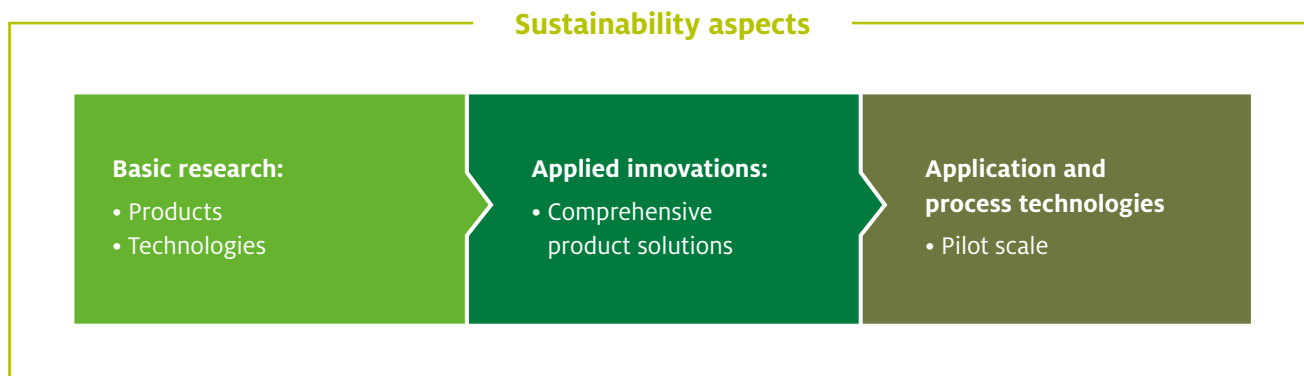 Sustainability aspects
Basic research:
• Products
• Technologies
Applied innovations:
• Comprehensive
product solutions
Application and
process technologies
• Pilot scale